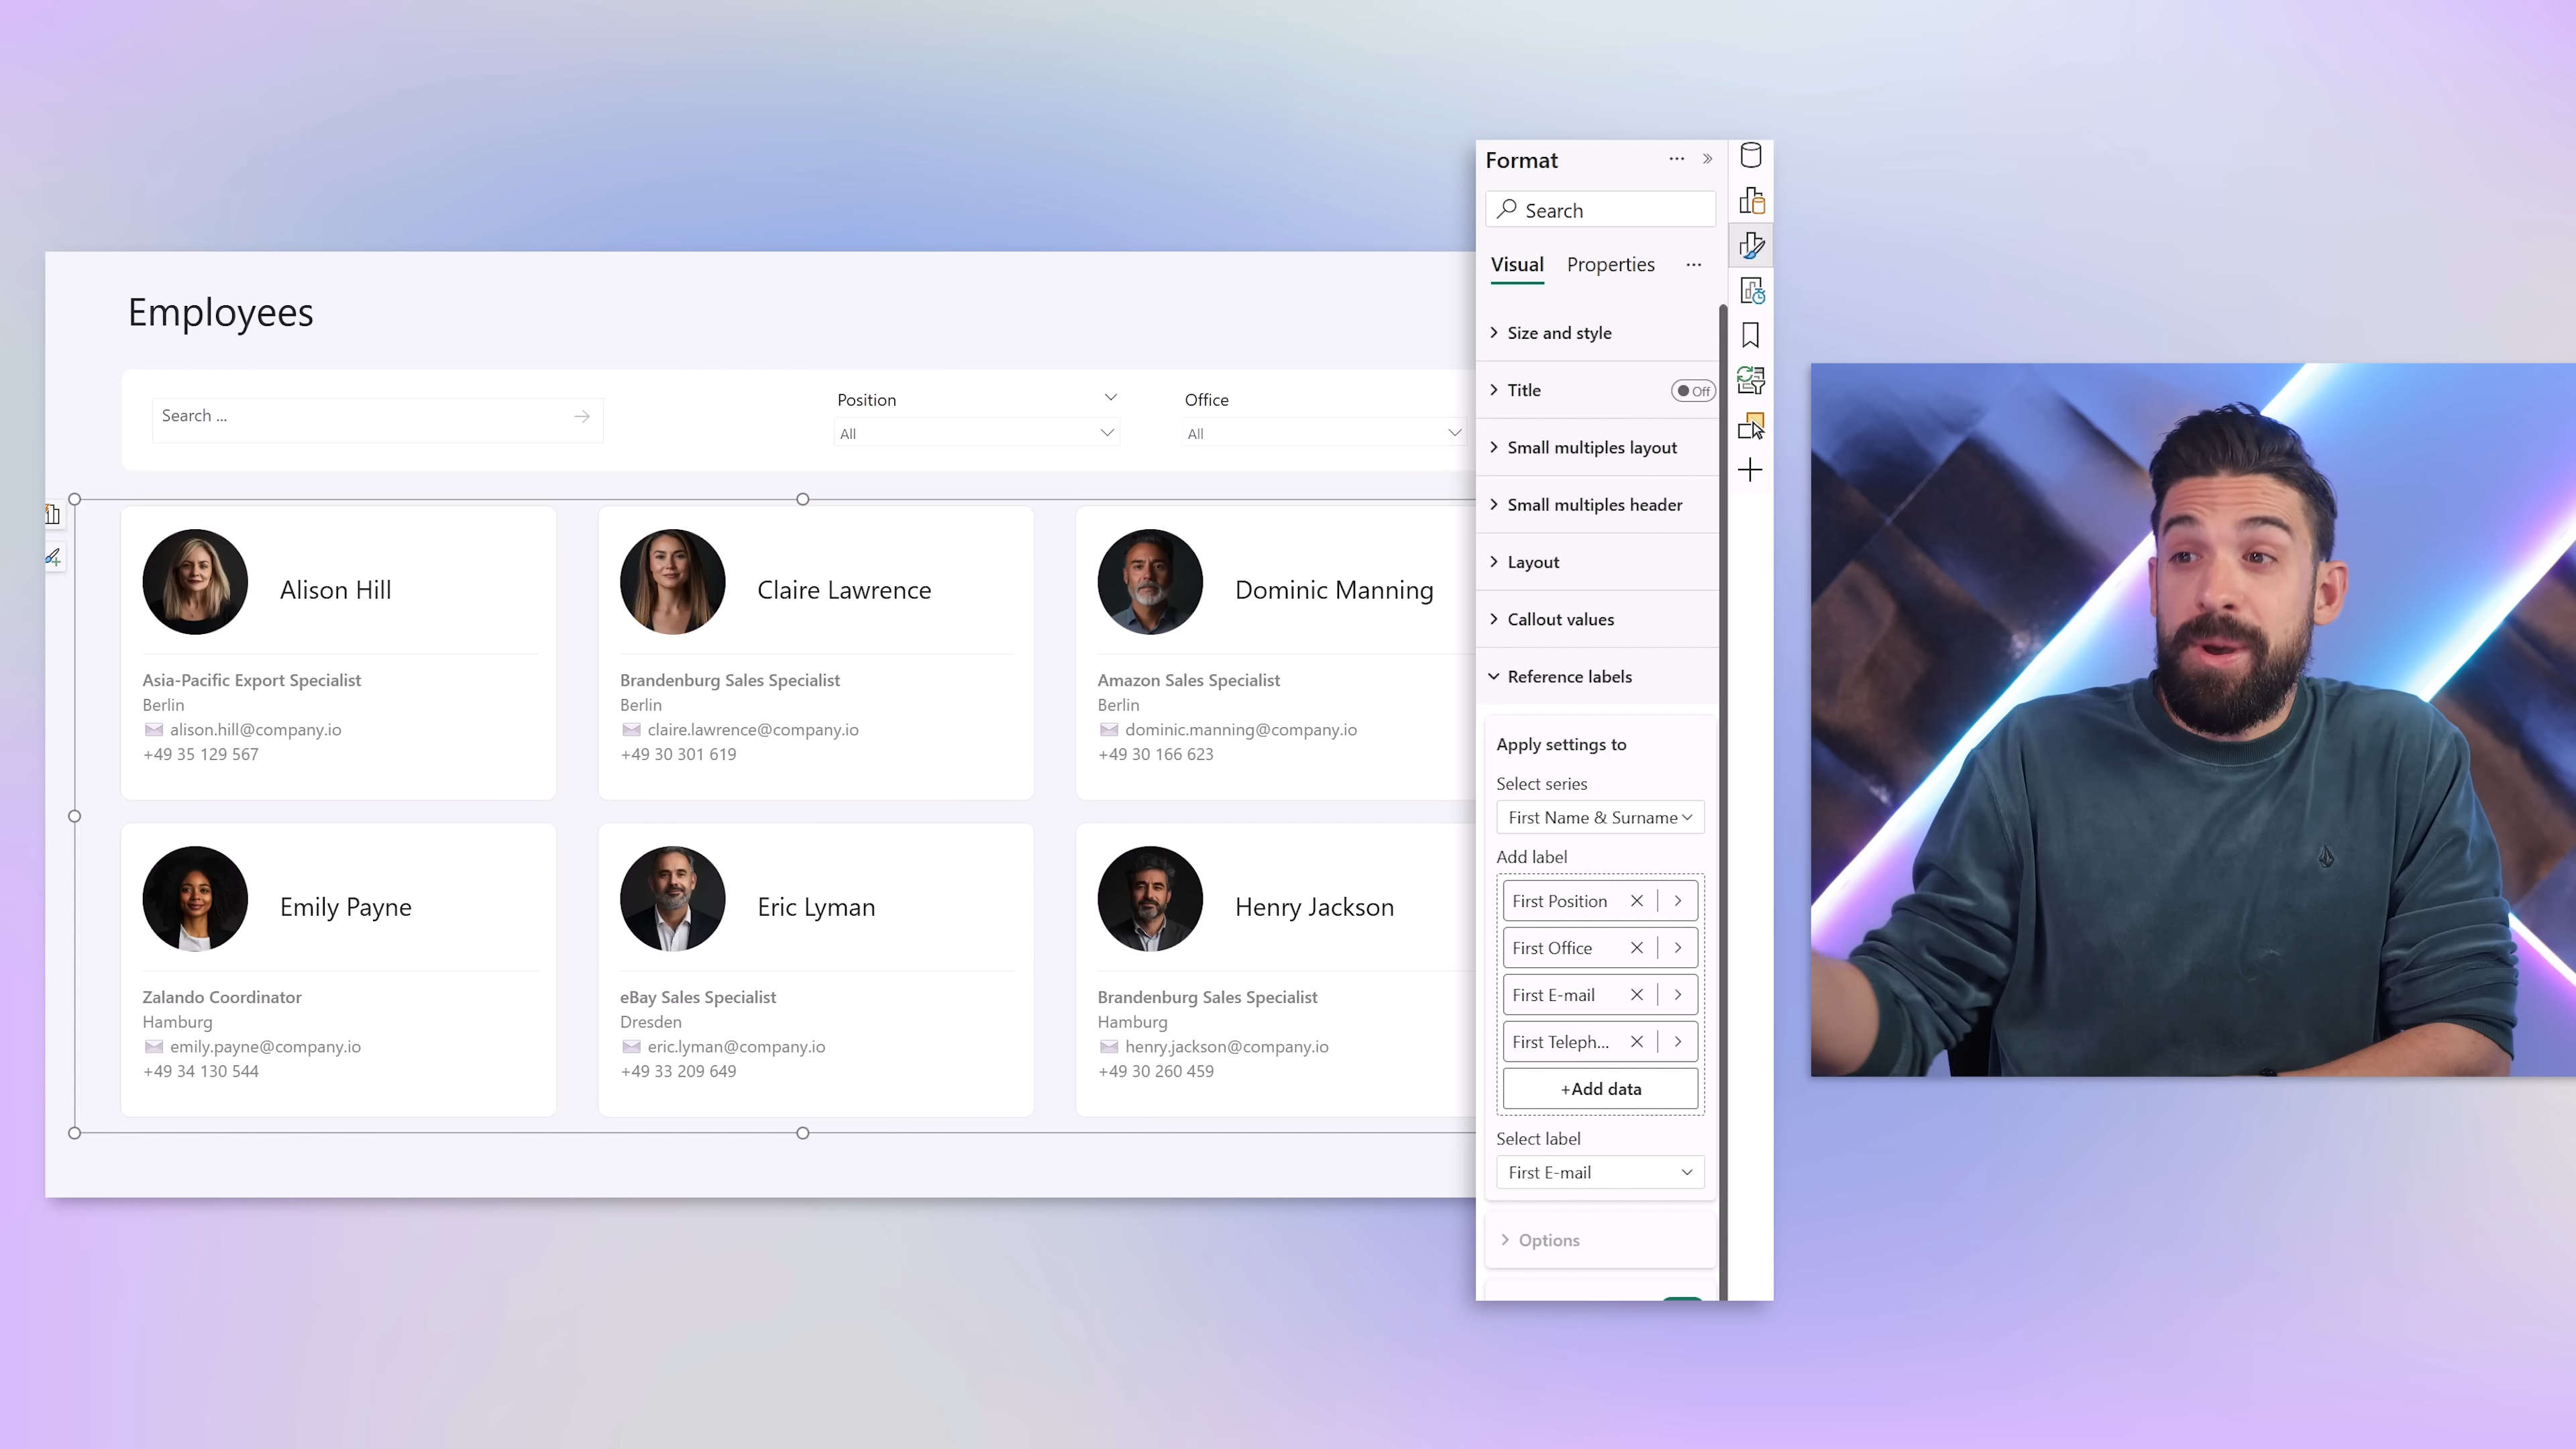 Employees
Search ...
Position
All
Office
All
Alison Hill
Asia-Pacific Export Specialist
Berlin
alison.hill@company.io
+49 35 129 567
Claire Lawrence
Brandenburg Sales Specialist
Berlin
claire.lawrence@company.io
+49 30 301 619
Dominic Manning
Amazon Sales Specialist
Berlin
dominic.manning@company.io
+49 30 166 623
Emily Payne
Zalando Coordinator
Hamburg
emily.payne@company.io
+49 34 130 544
Eric Lyman
eBay Sales Specialist
Dresden
eric.lyman@company.io
+49 33 209 649
Henry Jackson
Brandenburg Sales Specialist
Hamburg
henry.jackson@company.io
+49 30 260 459
Format
Search
Visual Properties
Size and style
Title Off
Small multiples layout
Small multiples header
Layout
Callout values
Reference labels
Apply settings to
Select series
First Name & Surname
Add label
First Position
First Office
First E-mail
First Teleph...
+Add data
Select label
First E-mail
Options